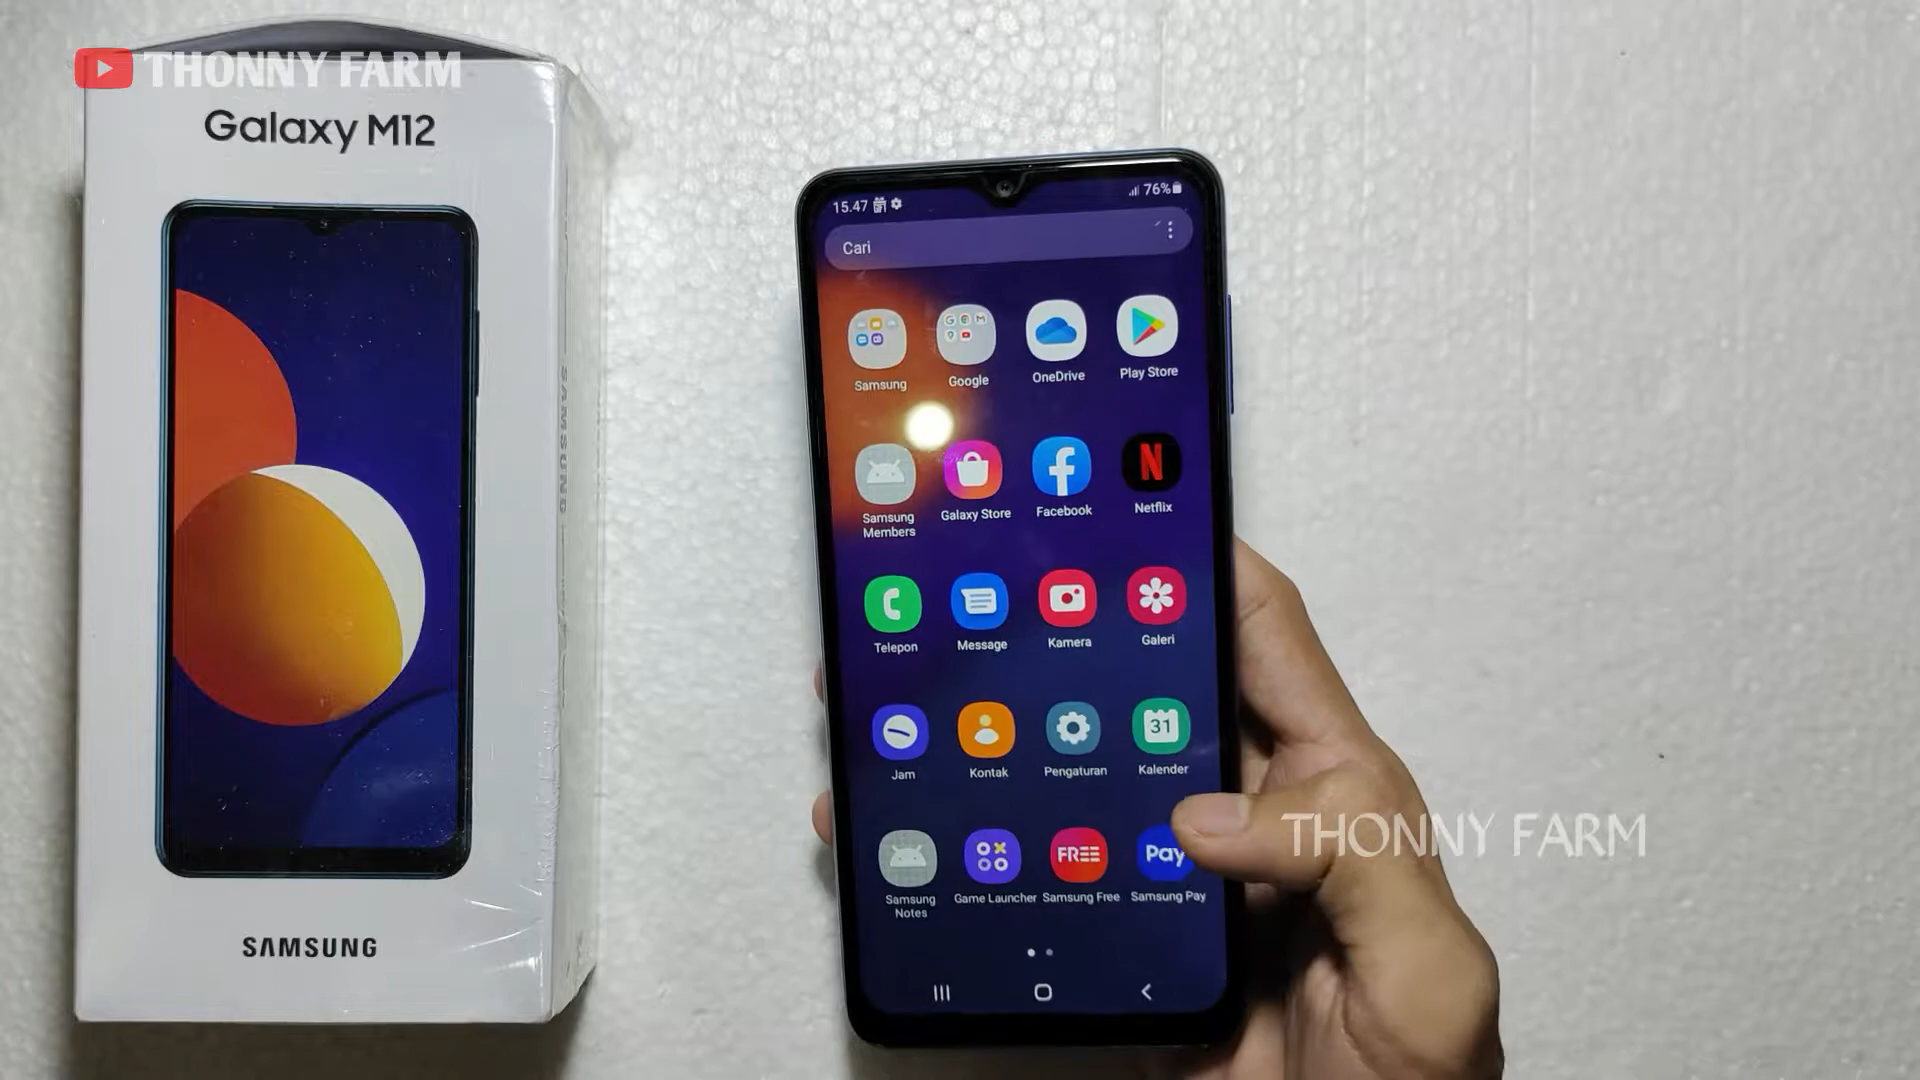 THONNY FARM
Galaxy M12
SAMSUNG
SAMSUNG
15.47
76%
Cari
Samsung
Google
OneDrive
Play Store
Samsung
Members
Galaxy Store
Facebook
N
Netflix
Telepon
Message
Kamera
Galeri
31
Jam
Kontak
Pengaturan
Kalender
FREE
Pay
Samsung
Notes
Game Launcher
Samsung Free
Samsung Pay
THONNY FARM